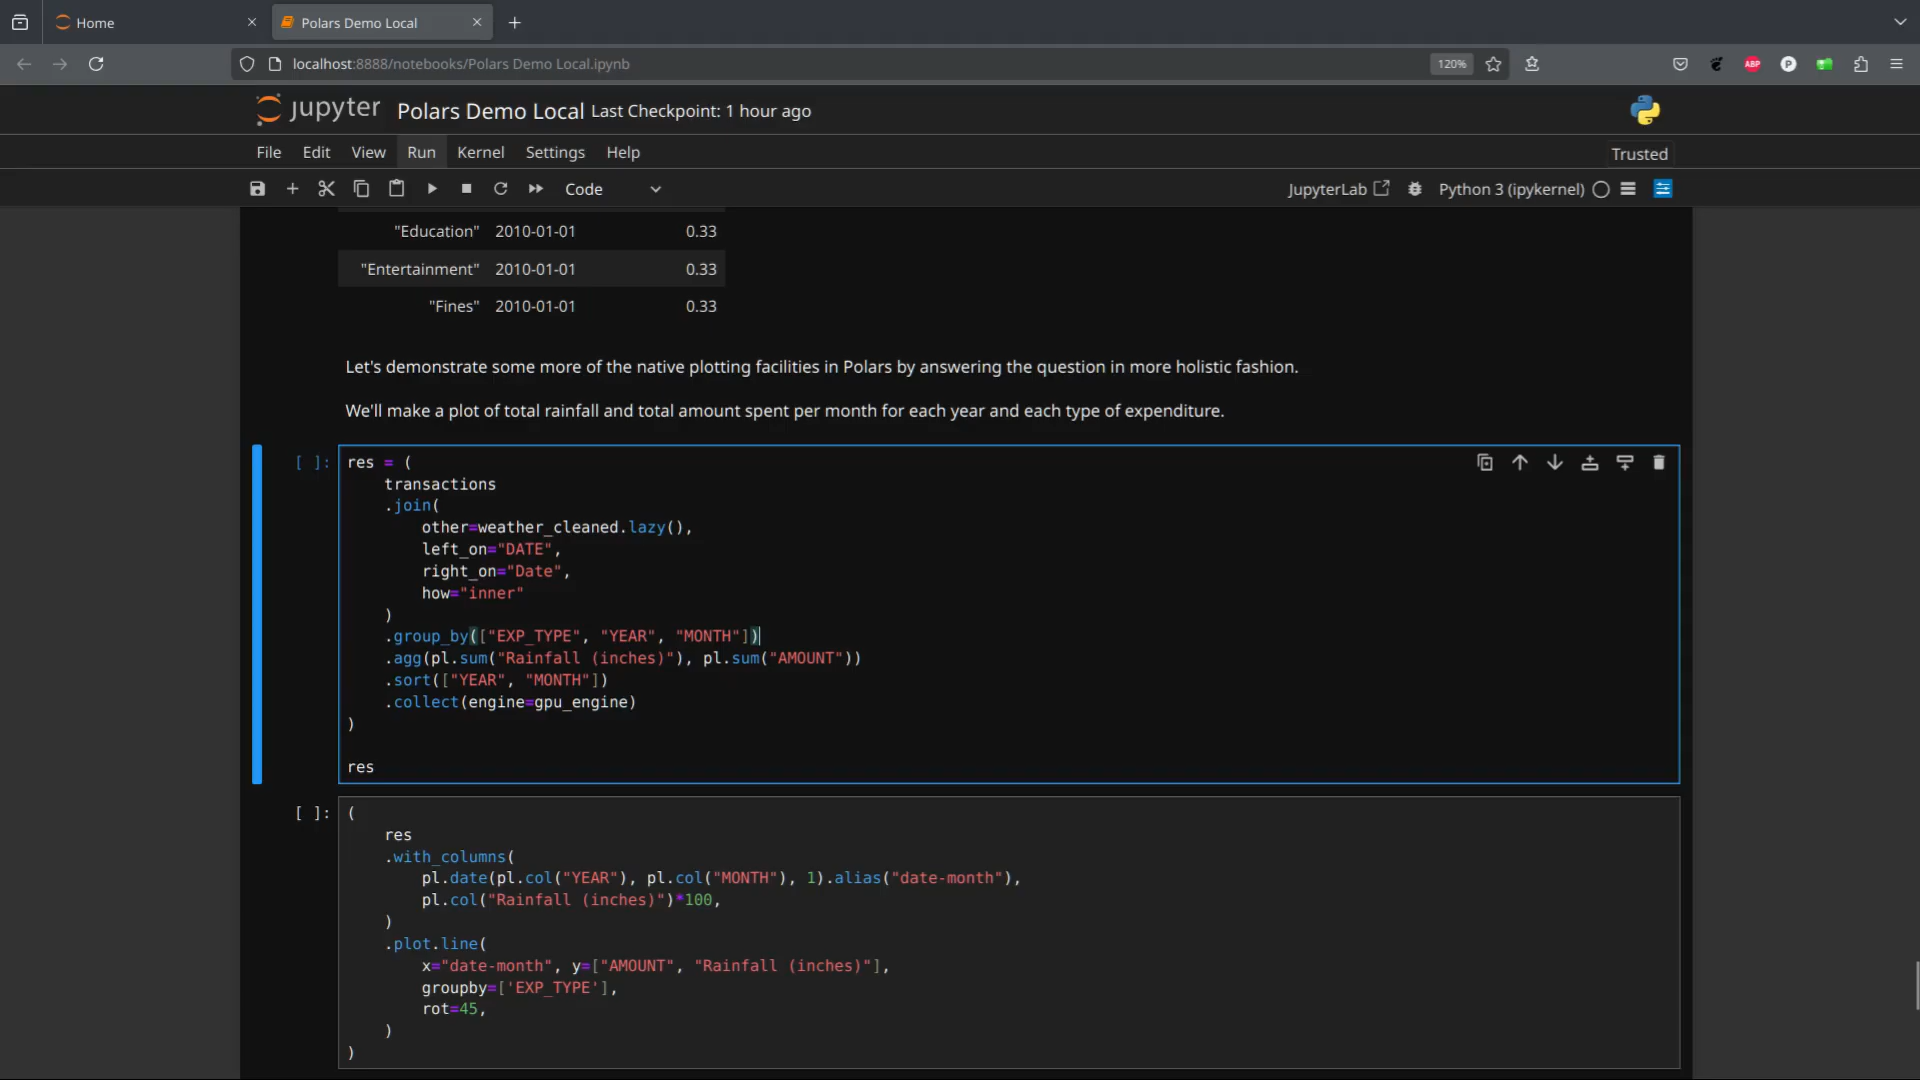 Home
Polars Demo Local
localhost:8888/notebooks/Polars Demo Local.ipynb
120%
ABP
P
jupyter Polars Demo Local Last Checkpoint: 1 hour ago
File Edit View Run Kernel Settings Help
Trusted
Code
JupyterLab
Python 3 (ipykernel)
"Education" 2010-01-01 0.33
"Entertainment" 2010-01-01 0.33
"Fines" 2010-01-01 0.33
Let's demonstrate some more of the native plotting facilities in Polars by answering the question in more holistic fashion.
We'll make a plot of total rainfall and total amount spent per month for each year and each type of expenditure.
[ ]: res = (
    transactions
    .join(
        other=weather_cleaned.lazy(),
        left_on="DATE",
        right_on="Date",
        how="inner"
    )
    .group_by(["EXP_TYPE", "YEAR", "MONTH"])
    .agg(pl.sum("Rainfall (inches)"), pl.sum("AMOUNT"))
    .sort(["YEAR", "MONTH"])
    .collect(engine=gpu_engine)
)
res
[ ]: (
    res
    .with_columns(
        pl.date(pl.col("YEAR"), pl.col("MONTH"), 1).alias("date-month"),
        pl.col("Rainfall (inches)")*100,
    )
    .plot.line(
        x="date-month", y=["AMOUNT", "Rainfall (inches)"],
        groupby=['EXP_TYPE'],
        rot=45,
    )
)